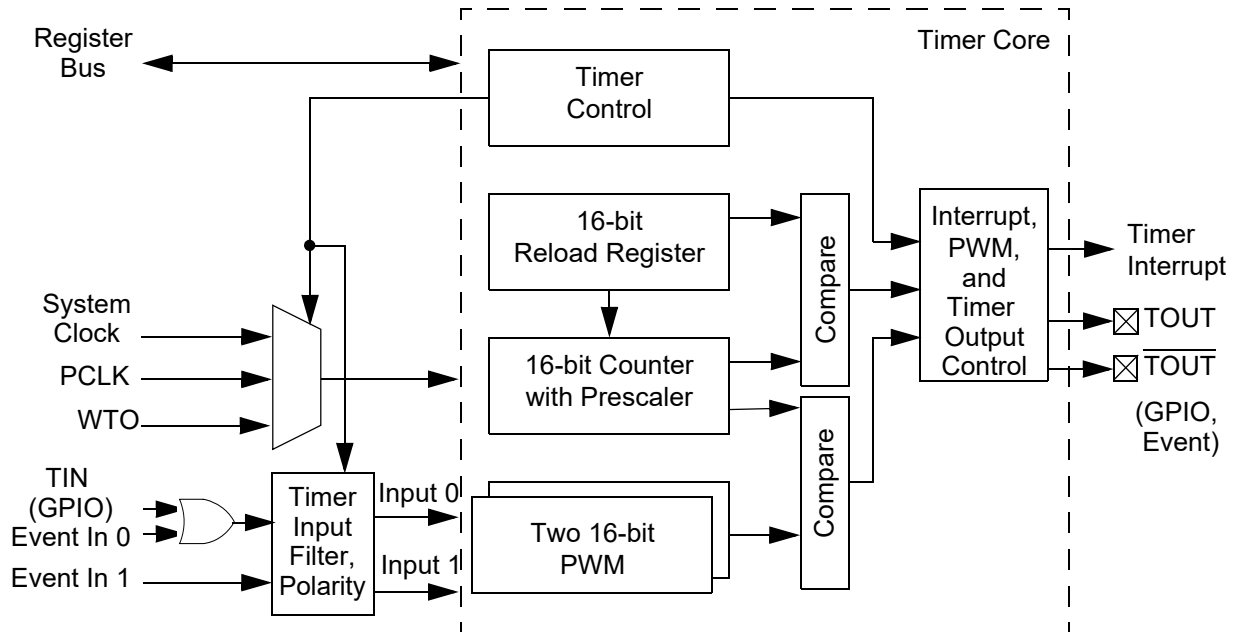 Register
Bus
Timer Core
Timer
Control
16-bit
Reload Register
Compare
Interrupt,
PWM,
and
Timer
Output
Control
Timer
Interrupt
TOUT
TOUT
(GPIO,
Event)
System
Clock
PCLK
WTO
16-bit Counter
with Prescaler
Compare
TIN
(GPIO)
Event In 0
Event In 1
Timer
Input
Filter,
Polarity
Input 0
Input 1
Two 16-bit
PWM